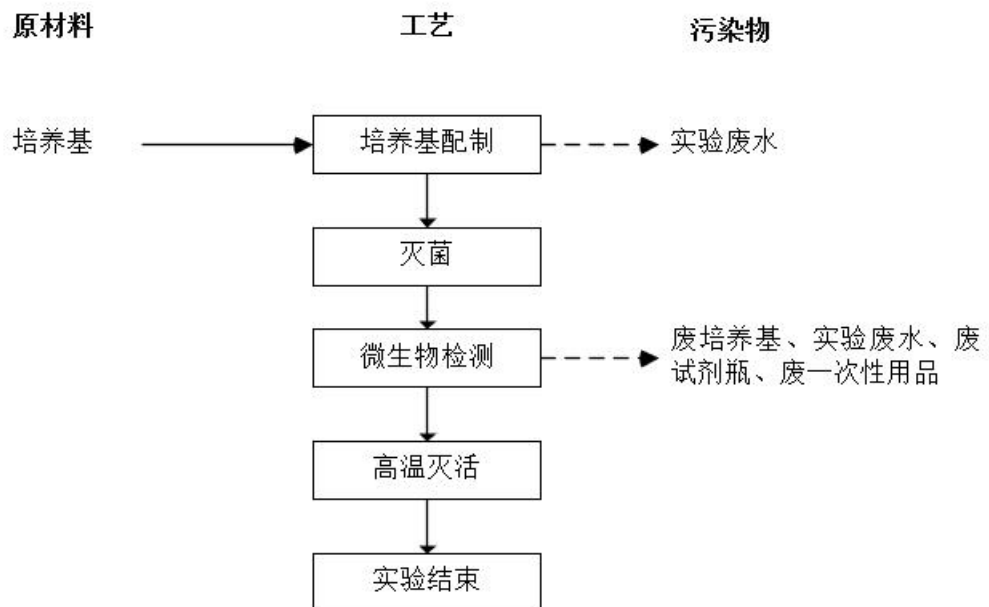 原材料 工艺 污染物
培养基 培养基配制 实验废水
灭菌
微生物检测
废培养基、实验废水、废
试剂瓶、废一次性用品
高温灭活
实验结束